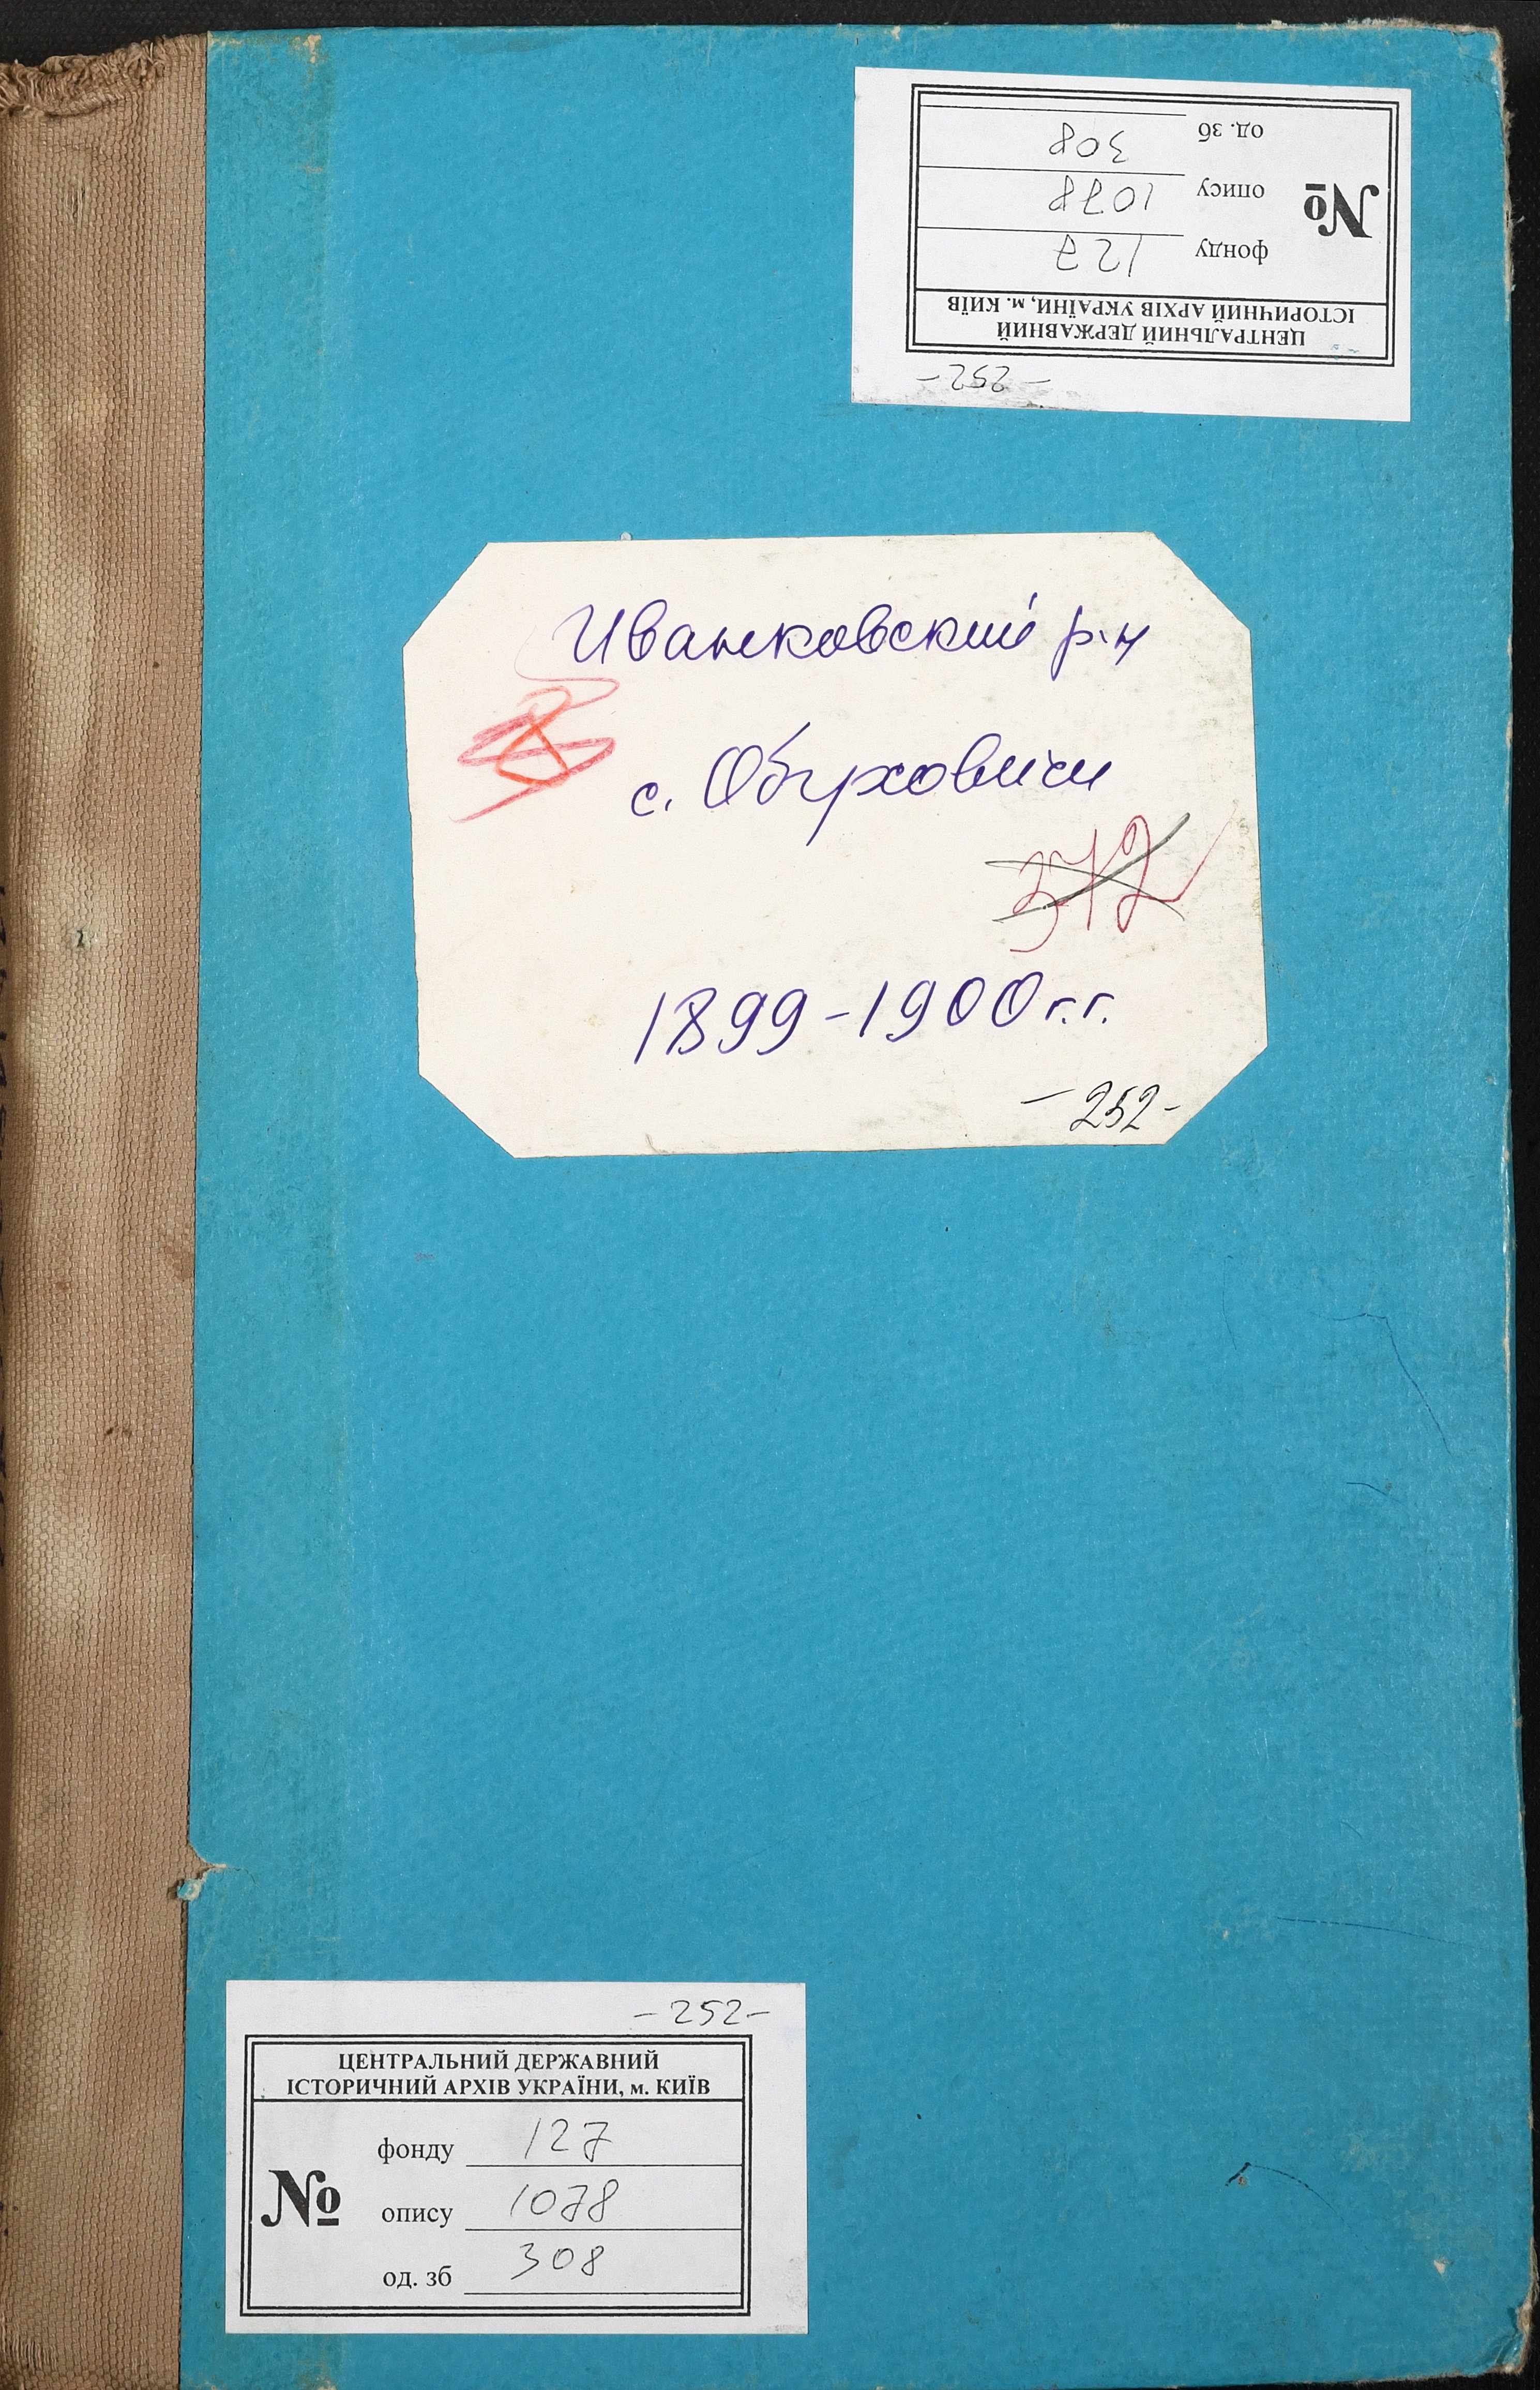 од. зб 308
опису 1078
№
фонду 127
ЦЕНТРАЛЬНИЙ ДЕРЖАВНИЙ
ІСТОРИЧНИЙ АРХІВ УКРАЇНИ, м. КИЇВ
- 252 -
Иванковский р-н
с. Обуховичи
372
1899-1900 г.г.
- 252 -
- 252 -
ЦЕНТРАЛЬНИЙ ДЕРЖАВНИЙ
ІСТОРИЧНИЙ АРХІВ УКРАЇНИ, м. КИЇВ
фонду 127
№
опису 1078
од. зб 308